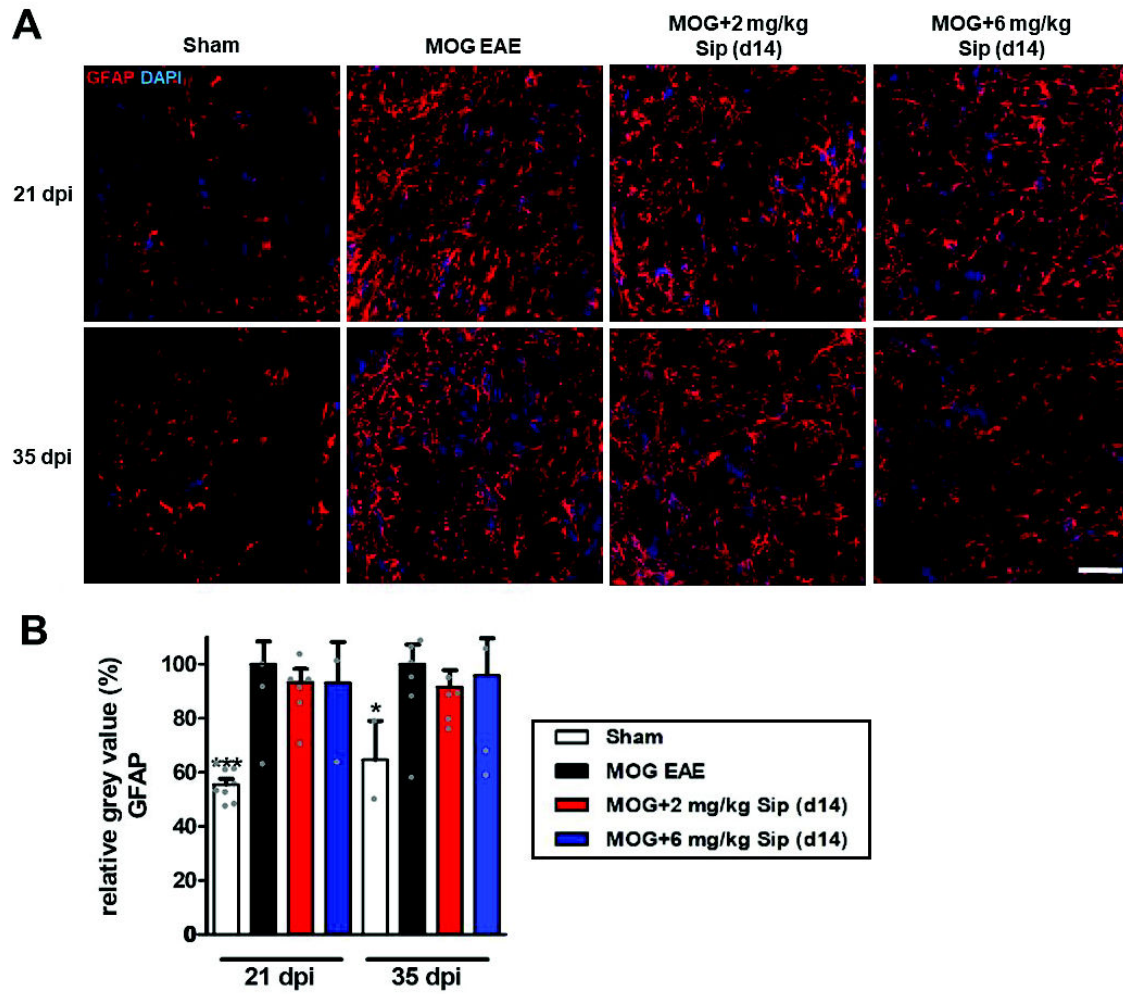 A
Sham
MOG EAE
MOG+2 mg/kg
Sip (d14)
MOG+6 mg/kg
Sip (d14)
GFAP DAPI
21 dpi
35 dpi
B
relative grey value (%)
GFAP
100
80
60
40
20
0
***
*
21 dpi
35 dpi
Sham
MOG EAE
MOG+2 mg/kg Sip (d14)
MOG+6 mg/kg Sip (d14)